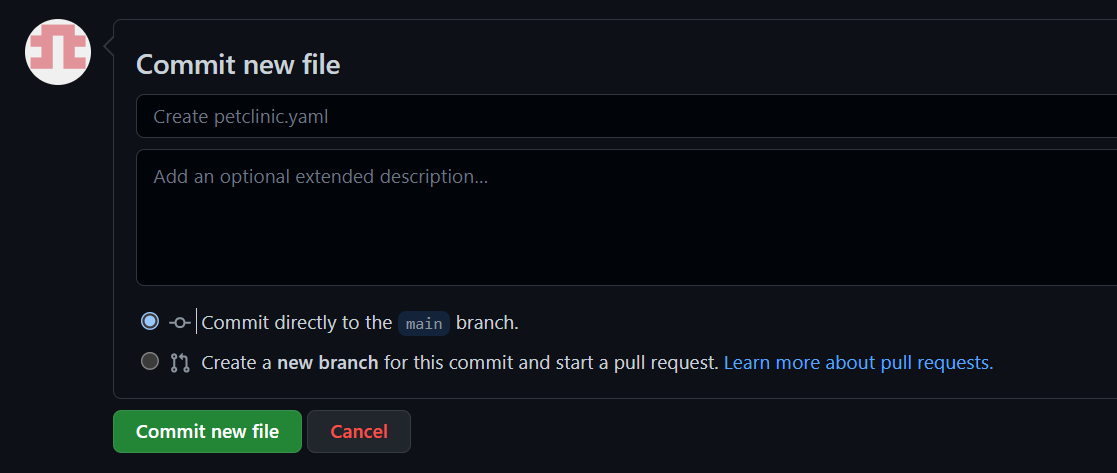 Commit new file
Create petclinic.yaml
Add an optional extended description...
Commit directly to the main branch.
Create a new branch for this commit and start a pull request. Learn more about pull requests.
Commit new file
Cancel